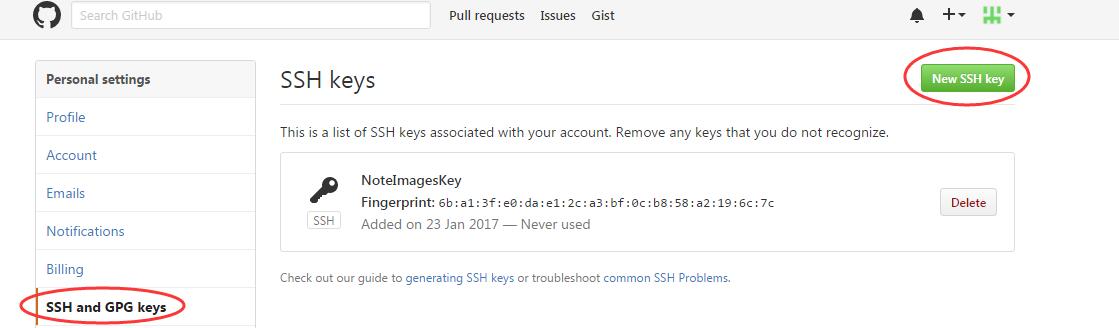 Search GitHub
Pull requests Issues Gist
Personal settings
Profile
Account
Emails
Notifications
Billing
SSH and GPG keys
SSH keys
New SSH key
This is a list of SSH keys associated with your account. Remove any keys that you do not recognize.
SSH
NoteImagesKey
Fingerprint: 6b:a1:3f:e0:da:e1:2c:a3:bf:0c:b8:58:a2:19:6c:7c
Added on 23 Jan 2017 — Never used
Delete
Check out our guide to generating SSH keys or troubleshoot common SSH Problems.